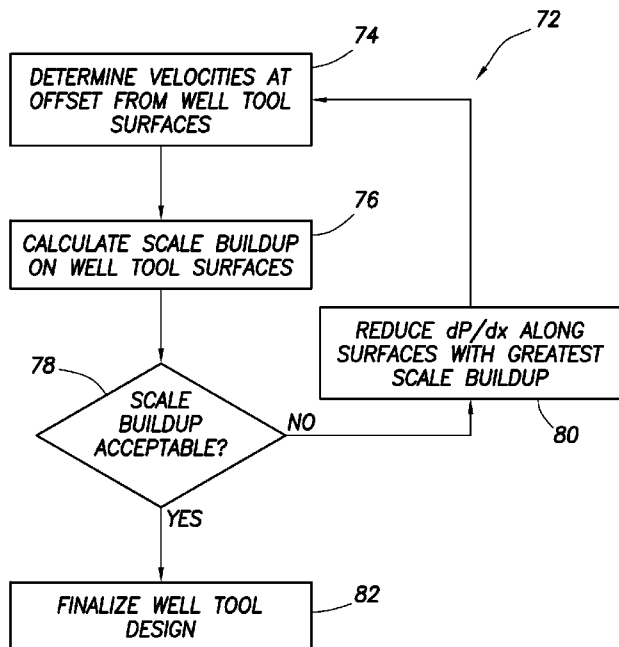 74
72
DETERMINE VELOCITIES AT
OFFSET FROM WELL TOOL
SURFACES
76
CALCULATE SCALE BUILDUP
ON WELL TOOL SURFACES
REDUCE dP/dx ALONG
SURFACES WITH GREATEST
SCALE BUILDUP
80
78
SCALE
BUILDUP
ACCEPTABLE?
NO
YES
82
FINALIZE WELL TOOL
DESIGN